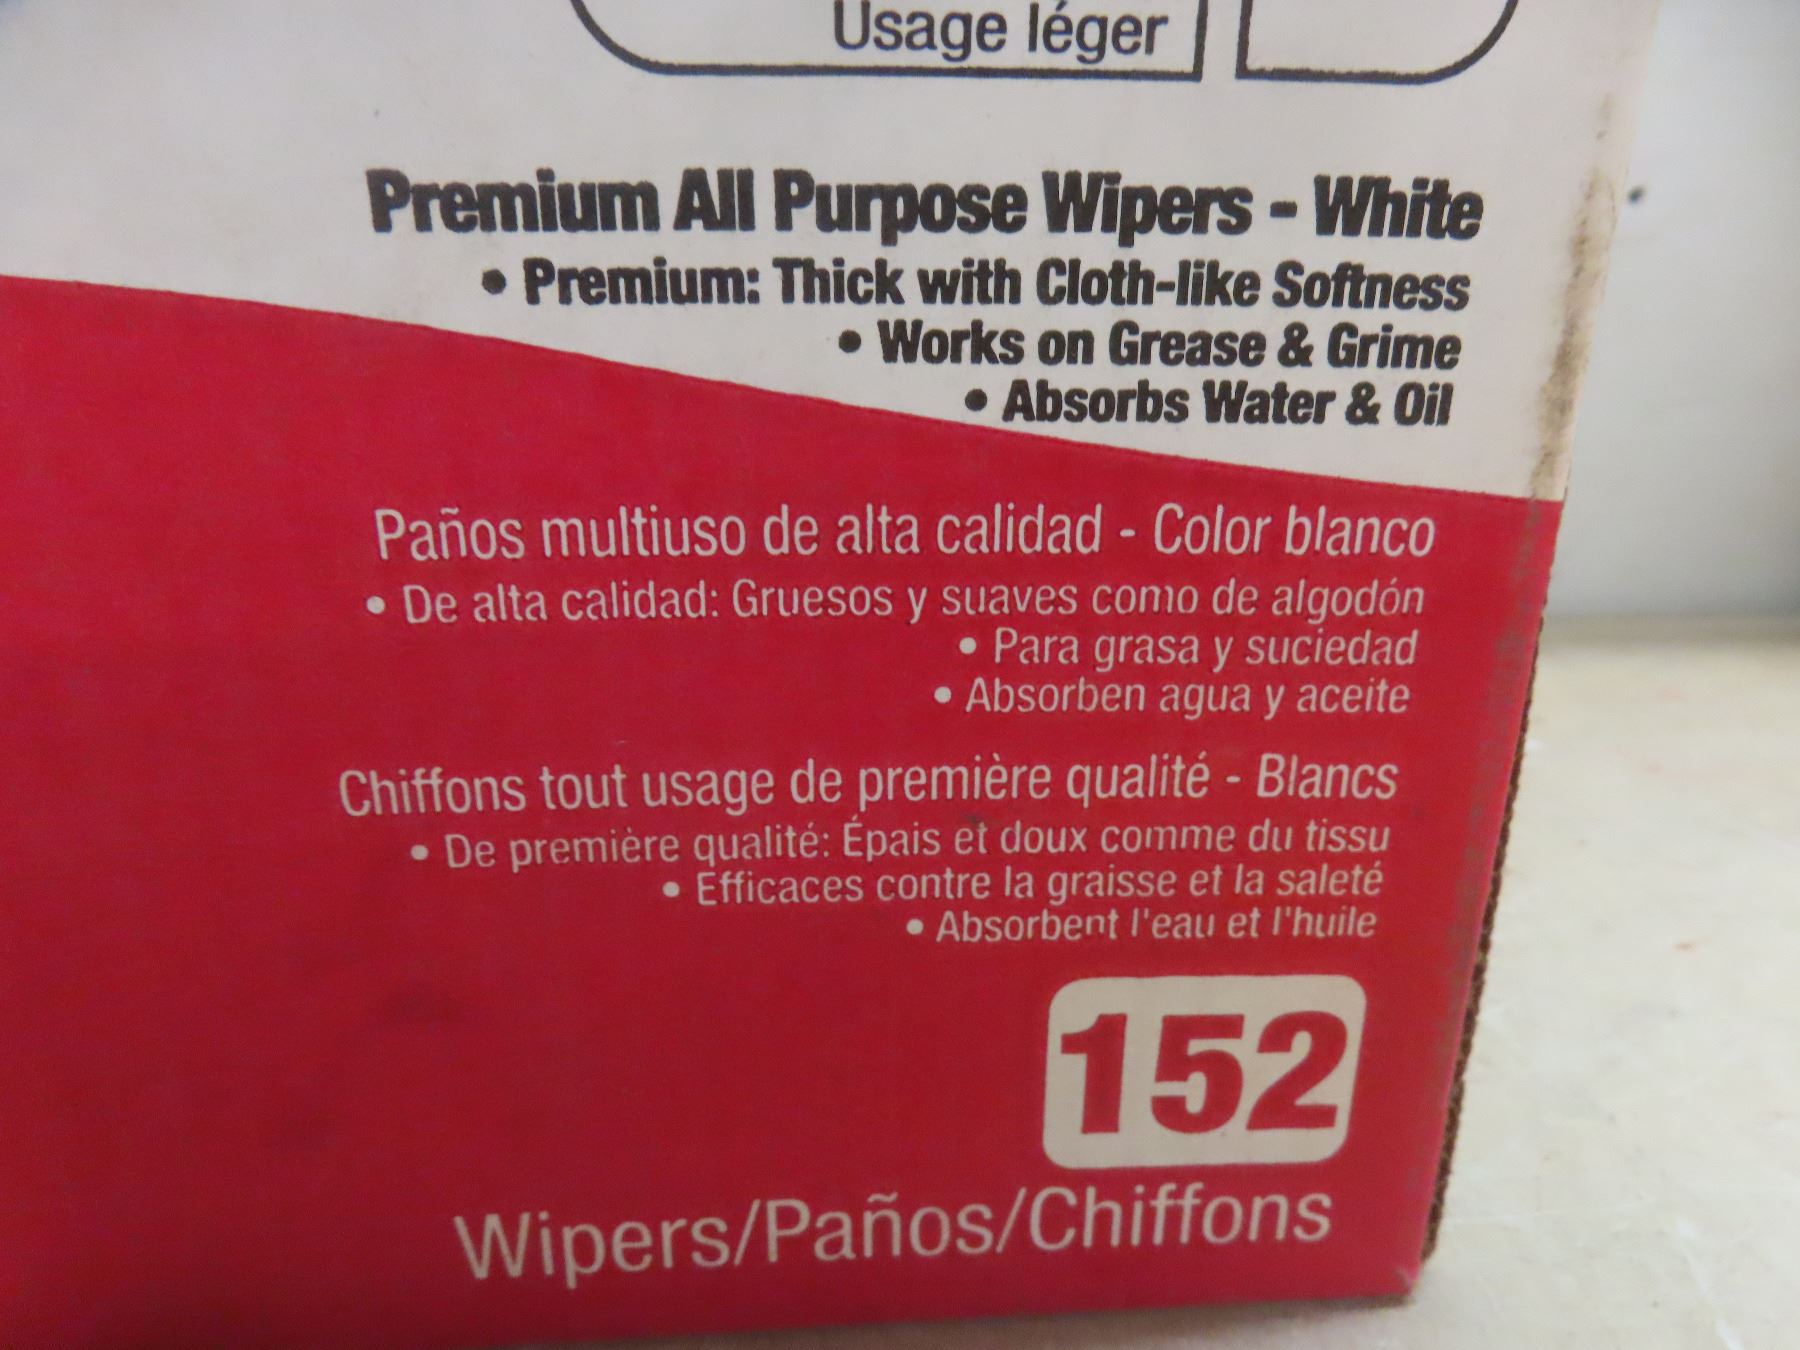 Usage léger
Premium All Purpose Wipers - White
• Premium: Thick with Cloth-like Softness
• Works on Grease & Grime
• Absorbs Water & Oil
Paños multiuso de alta calidad - Color blanco
• De alta calidad: Gruesos y suaves como de algodón
• Para grasa y suciedad
• Absorben agua y aceite
Chiffons tout usage de première qualité - Blancs
• De première qualité: Épais et doux comme du tissu
• Efficaces contre la graisse et la saleté
• Absorbent l'eau et l'huile
152
Wipers/Paños/Chiffons